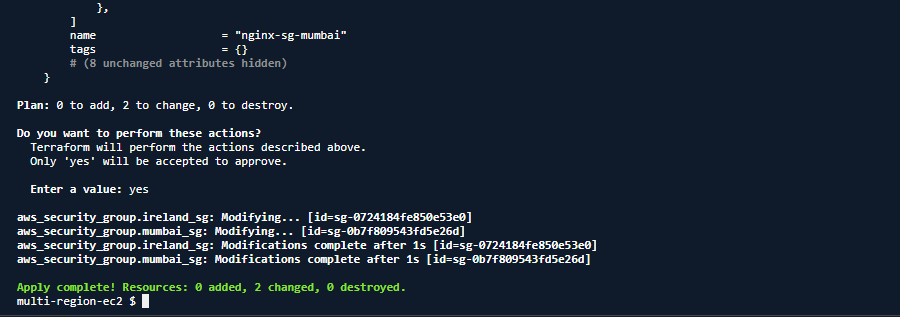 },
]
name = "nginx-sg-mumbai"
tags = {}
# (8 unchanged attributes hidden)
}
Plan: 0 to add, 2 to change, 0 to destroy.
Do you want to perform these actions?
Terraform will perform the actions described above.
Only 'yes' will be accepted to approve.
Enter a value: yes
aws_security_group.ireland_sg: Modifying... [id=sg-0724184fe850e53e0]
aws_security_group.mumbai_sg: Modifying... [id=sg-0b7f809543fd5e26d]
aws_security_group.ireland_sg: Modifications complete after 1s [id=sg-0724184fe850e53e0]
aws_security_group.mumbai_sg: Modifications complete after 1s [id=sg-0b7f809543fd5e26d]
Apply complete! Resources: 0 added, 2 changed, 0 destroyed.
multi-region-ec2 $